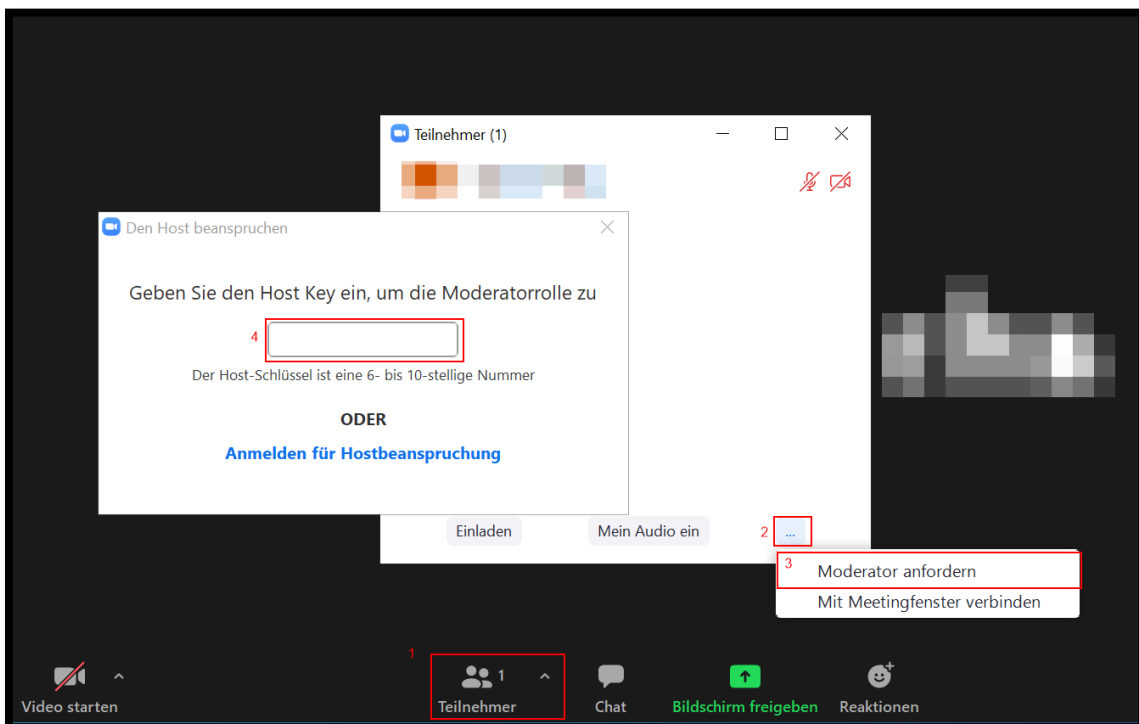 Teilnehmer (1)
Den Host beanspruchen
Geben Sie den Host Key ein, um die Moderatorrolle zu
4
Der Host-Schlüssel ist eine 6- bis 10-stellige Nummer
ODER
Anmelden für Hostbeanspruchung
Einladen
Mein Audio ein
2
...
3
Moderator anfordern
Mit Meetingfenster verbinden
1
1
Video starten
Teilnehmer
Chat
Bildschirm freigeben
Reaktionen